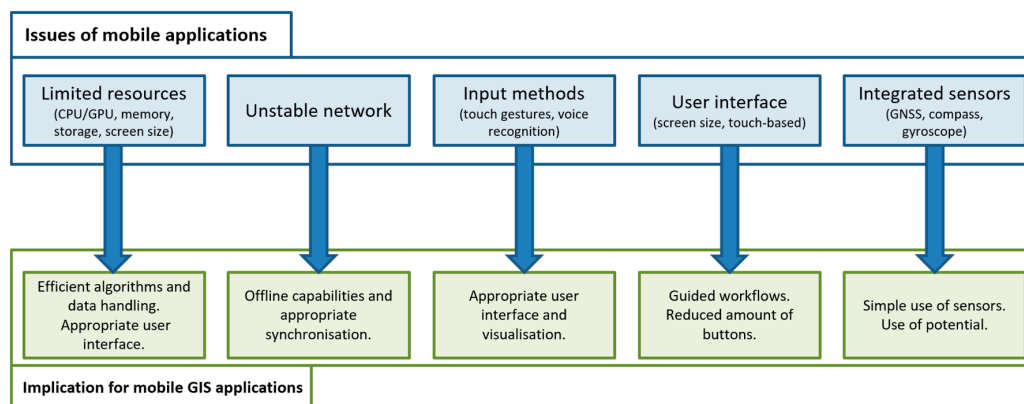 Issues of mobile applications
Limited resources
(CPU/GPU, memory,
storage, screen size)
Unstable network
Input methods
(touch gestures, voice
recognition)
User interface
(screen size, touch-based)
Integrated sensors
(GNSS, compass,
gyroscope)
Efficient algorithms and
data handling.
Appropriate user
interface.
Offline capabilities and
appropriate
synchronisation.
Appropriate user
interface and
visualisation.
Guided workflows.
Reduced amount of
buttons.
Simple use of sensors.
Use of potential.
Implication for mobile GIS applications